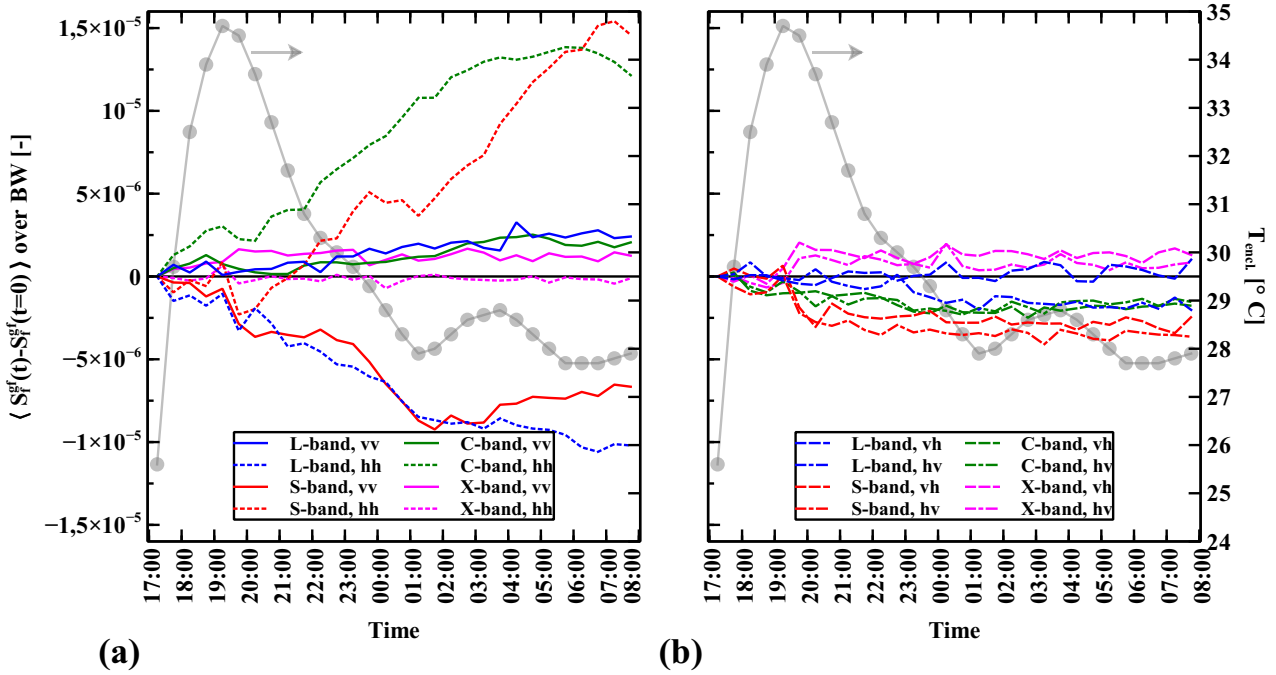 ⟨ S_f^gf(t)-S_f^gf(t=0) ⟩ over BW [-]
1,5×10^-5
10^-5
5×10^-6
0
−5×10^-6
−1×10^-5
−1,5×10^-5
L-band, vv
L-band, hh
S-band, vv
S-band, hh
C-band, vv
C-band, hh
X-band, vv
X-band, hh
17:00
18:00
19:00
20:00
21:00
22:00
23:00
00:00
01:00
02:00
03:00
04:00
05:00
06:00
07:00
08:00
Time
(a)
0
L-band, vh
L-band, hv
S-band, vh
S-band, hv
C-band, vh
C-band, hv
X-band, vh
X-band, hv
17:00
18:00
19:00
20:00
21:00
22:00
23:00
00:00
01:00
02:00
03:00
04:00
05:00
06:00
07:00
08:00
Time
(b)
35
34
33
32
31
30
29
28
27
26
25
24
T_encl. [° C]